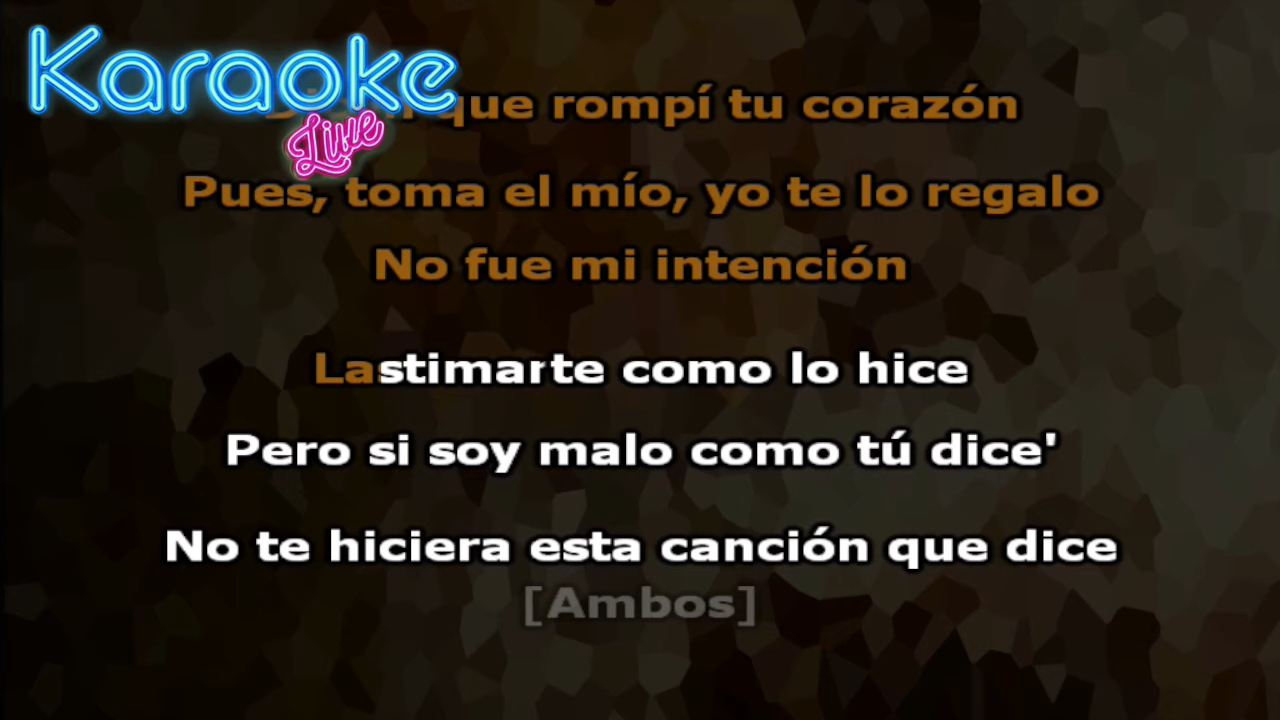 Karaoke
Live
que rompí tu corazón
Pues, toma el mío, yo te lo regalo
No fue mi intención
Lastimarte como lo hice
Pero si soy malo como tú dice'
No te hiciera esta canción que dice
[Ambos]